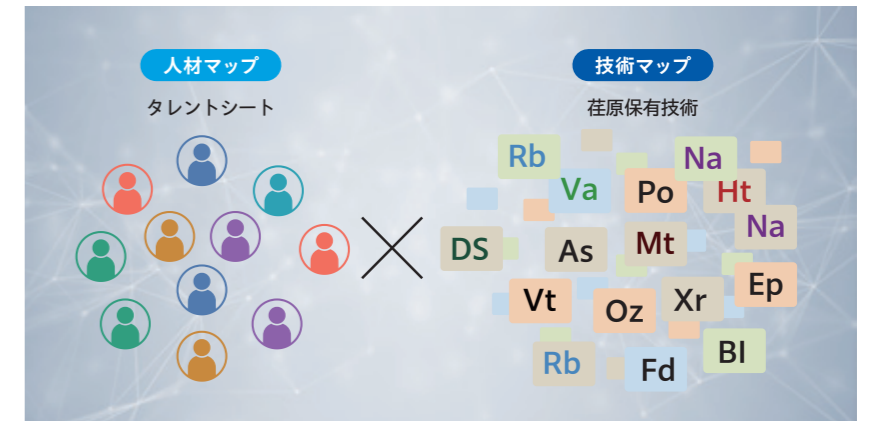 人材マップ
タレントシート
技術マップ
荏原保有技術
Rb
Na
Va
Po
Ht
Na
DS
As
Mt
Ep
Vt
Oz
Xr
Rb
Fd
Bl